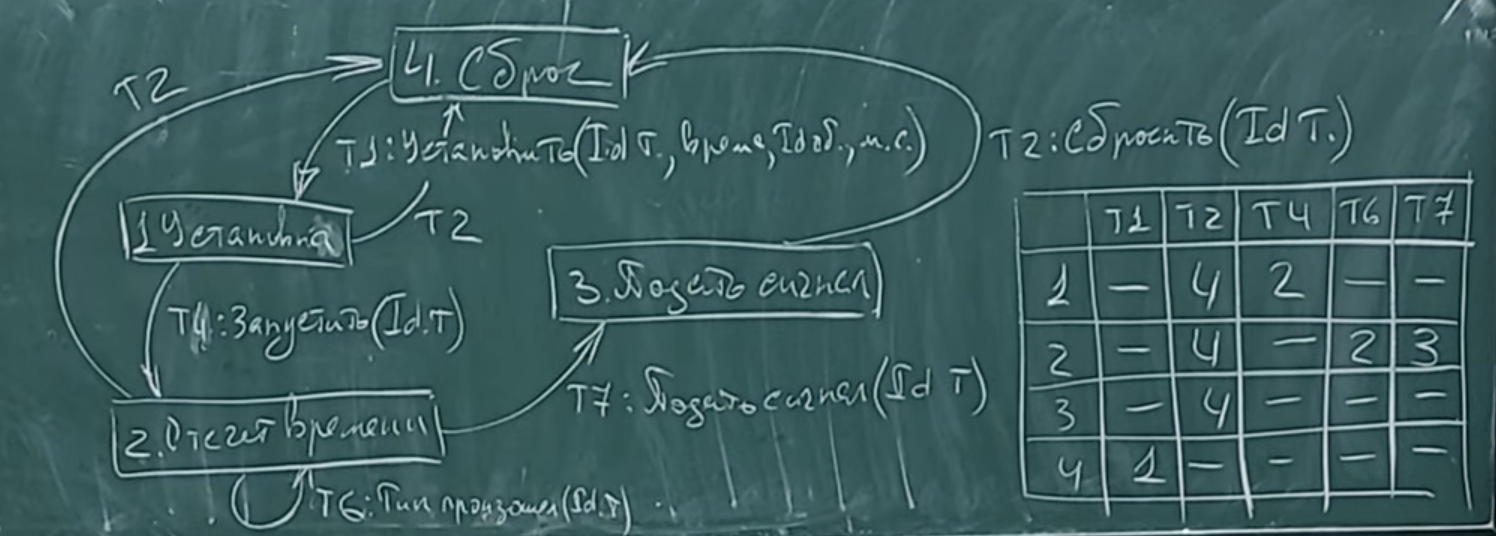 4. Сброс
T2
T1: Установить (Id T., время, Id об., м.с.)
T2: Сбросить (Id T.)
1 Установка
T2
3. Подать сигнал
T4: Запустить (Id.T)
2. Отсчет времени
T7: Подать сигнал (Id T)
T6: Тик произошел (Id.T)
T1 T2 T4 T6 T7
1 – 4 2 – –
2 – 4 – 2 3
3 – 4 – – –
4 1 – – – –